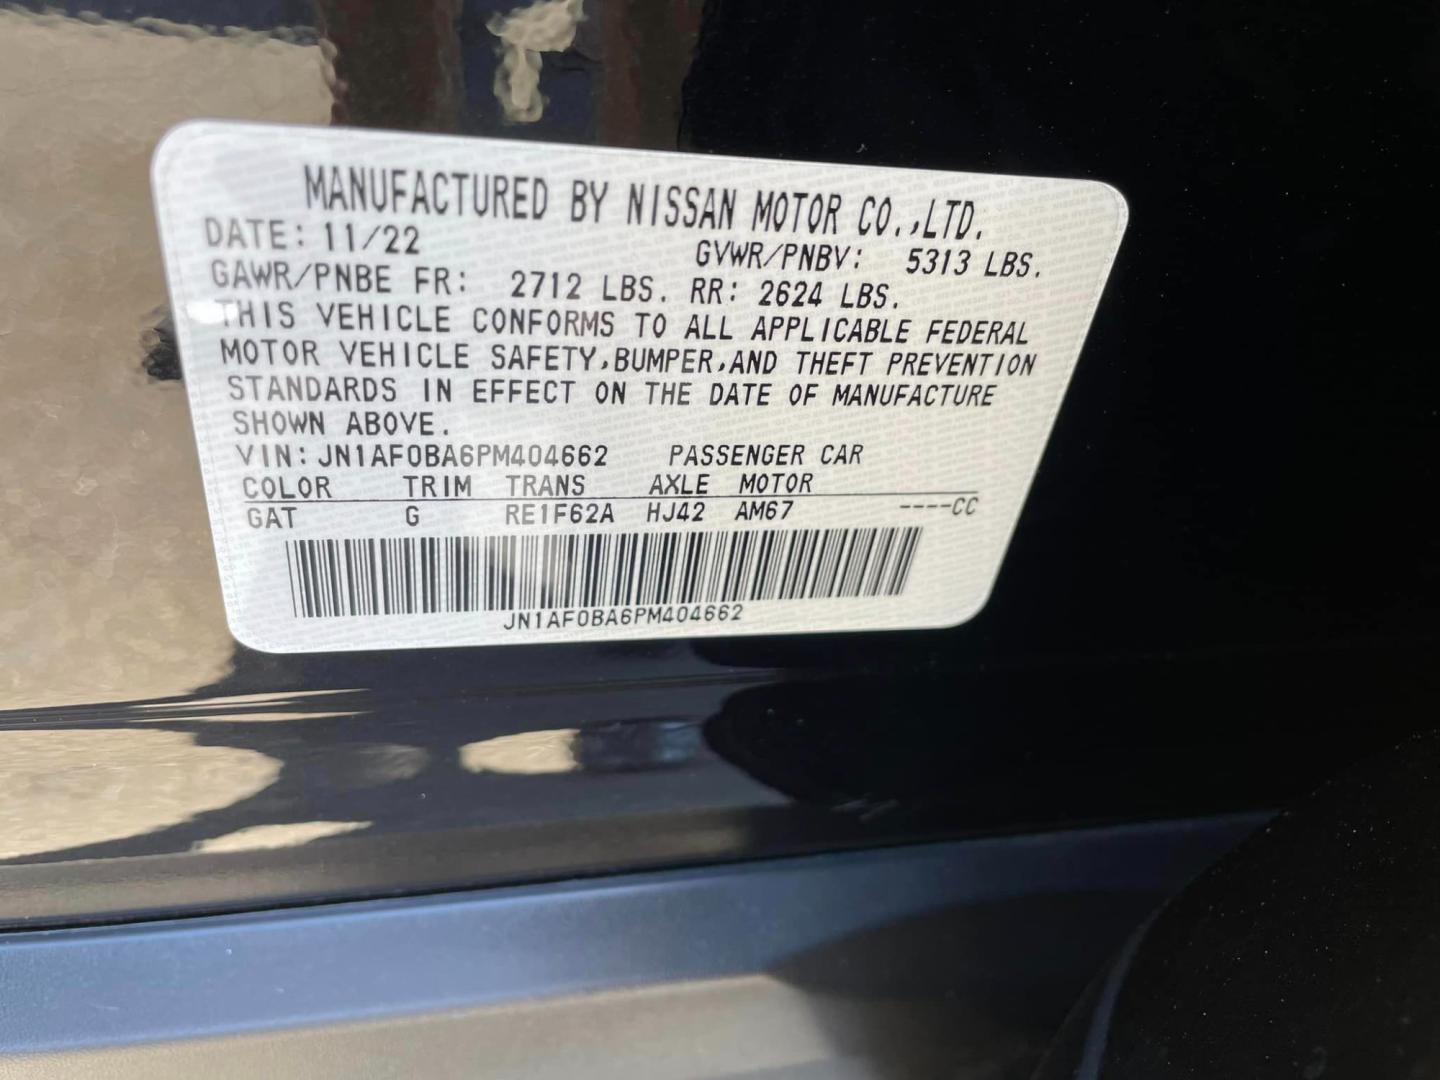 MANUFACTURED BY NISSAN MOTOR CO.,LTD.
DATE: 11/22 GVWR/PNBV: 5313 LBS.
GAWR/PNBE FR: 2712 LBS. RR: 2624 LBS.
THIS VEHICLE CONFORMS TO ALL APPLICABLE FEDERAL
MOTOR VEHICLE SAFETY,BUMPER,AND THEFT PREVENTION
STANDARDS IN EFFECT ON THE DATE OF MANUFACTURE
SHOWN ABOVE.
VIN: JN1AF0BA6PM404662 PASSENGER CAR
COLOR TRIM TRANS AXLE MOTOR
GAT G RE1F62A HJ42 AM67 ----CC
JN1AF0BA6PM404662